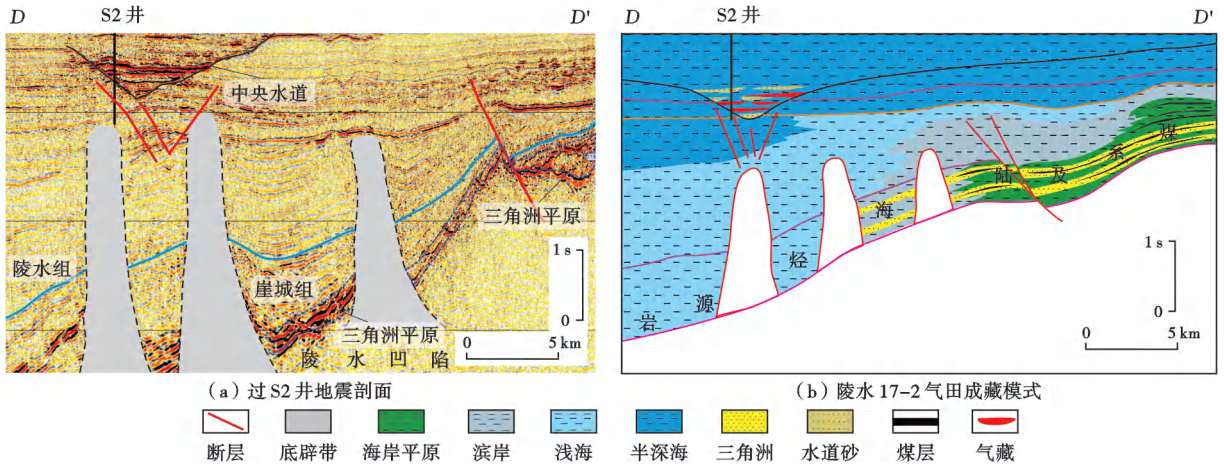 D S2 井 D'
中央水道
三角洲平原
陵水组
崖城组
三角洲平原
陵 水 凹 陷
1 s
0
0 5 km
(a) 过 S2 井地震剖面
D S2 井 D'
海 陆 及 系 煤
岩 源 烃
1 s
0
0 5 km
(b) 陵水 17-2 气田成藏模式
断层 底辟带 海岸平原 滨岸 浅海 半深海 三角洲 水道砂 煤层 气藏